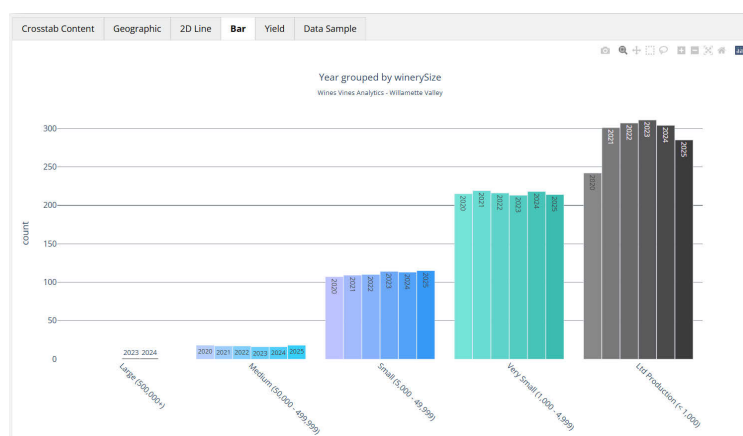 Crosstab Content Geographic 2D Line Bar Yield Data Sample
Year grouped by winerySize
Wines Vines Analytics - Willamette Valley
count
300
250
200
150
100
50
0
2023 2024
2020 2021 2022 2023 2024 2025
2020 2021 2022 2023 2024 2025
2020 2021 2022 2023 2024 2025
2020 2021 2022 2023 2024 2025
Large (500,000+)
Medium (50,000 - 499,999)
Small (5,000 - 49,999)
Very Small (1,000 - 4,999)
Ltd Production (< 1,000)